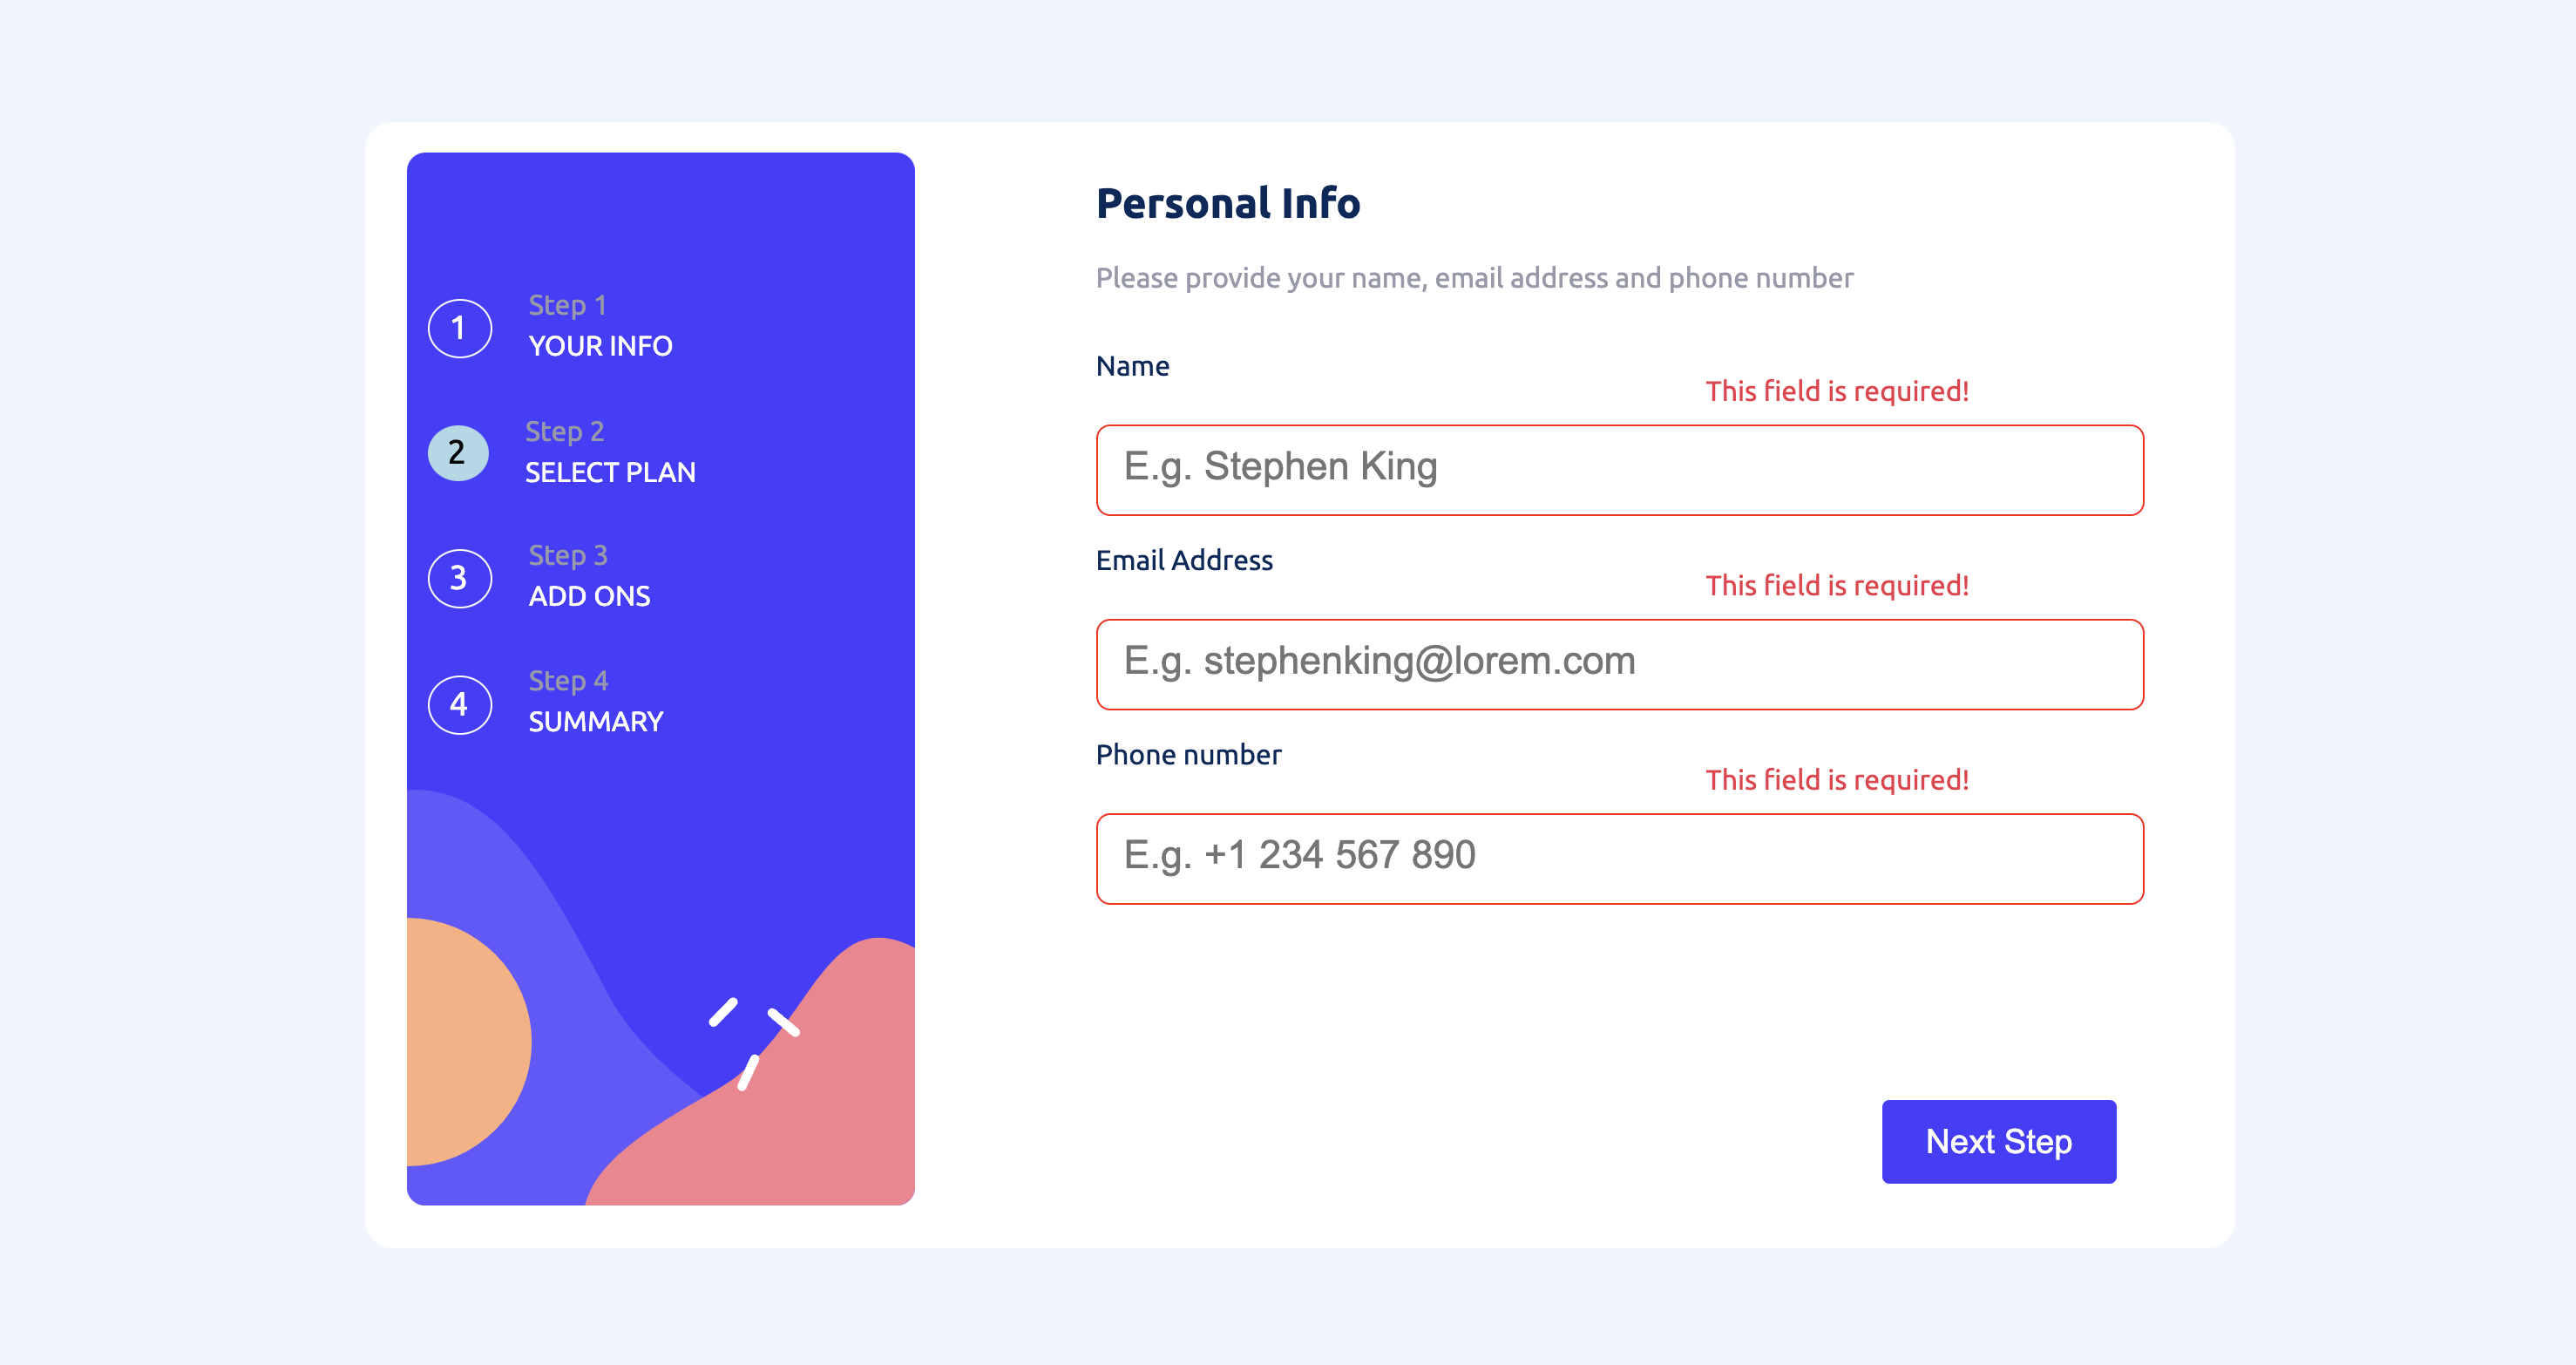 1
Step 1
YOUR INFO
2
Step 2
SELECT PLAN
3
Step 3
ADD ONS
4
Step 4
SUMMARY
Personal Info
Please provide your name, email address and phone number
Name
This field is required!
E.g. Stephen King
Email Address
This field is required!
E.g. stephenking@lorem.com
Phone number
This field is required!
E.g. +1 234 567 890
Next Step